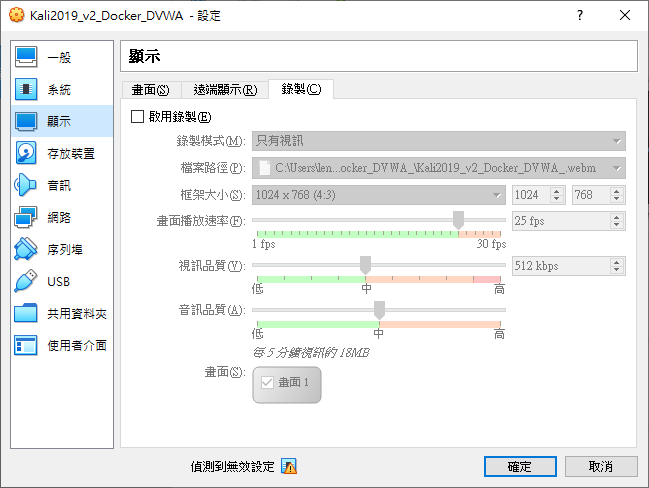 Kali2019_v2_Docker_DVWA - 設定
? ×
一般
系統
顯示
存放裝置
音訊
網路
序列埠
USB
共用資料夾
使用者介面
顯示
畫面(S) 遠端顯示(R) 錄製(C)
啟用錄製(E)
錄製模式(M): 只有視訊
檔案路徑(P): C:\Users\len...ocker_DVWA_\Kali2019_v2_Docker_DVWA_.webm
框架大小(S): 1024 x 768 (4:3) 1024 768
畫面播放速率(F): 25 fps
1 fps 30 fps
視訊品質(V): 512 kbps
低 中 高
音訊品質(A):
低 中 高
每 5 分鐘視訊約 18MB
畫面(S): 畫面 1
偵測到無效設定 確定 取消